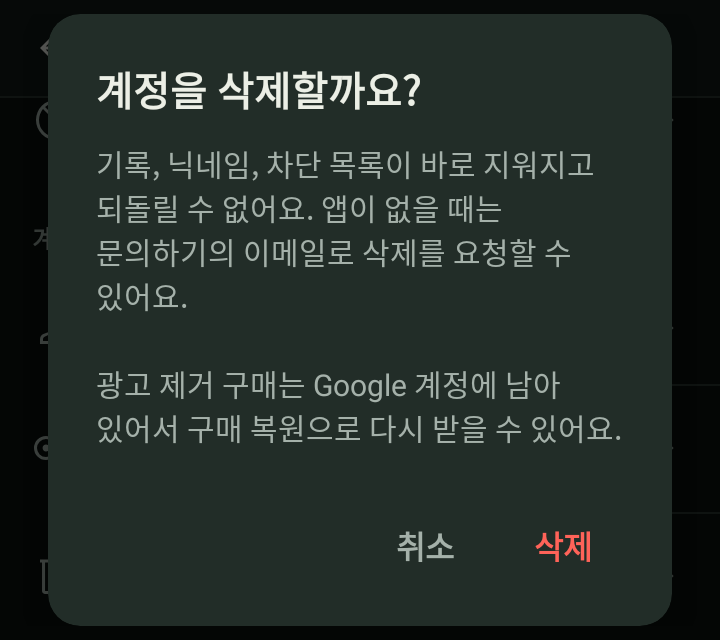 계정을 삭제할까요?
기록, 닉네임, 차단 목록이 바로 지워지고
되돌릴 수 없어요. 앱이 없을 때는
문의하기의 이메일로 삭제를 요청할 수
있어요.
광고 제거 구매는 Google 계정에 남아
있어서 구매 복원으로 다시 받을 수 있어요.
취소
삭제